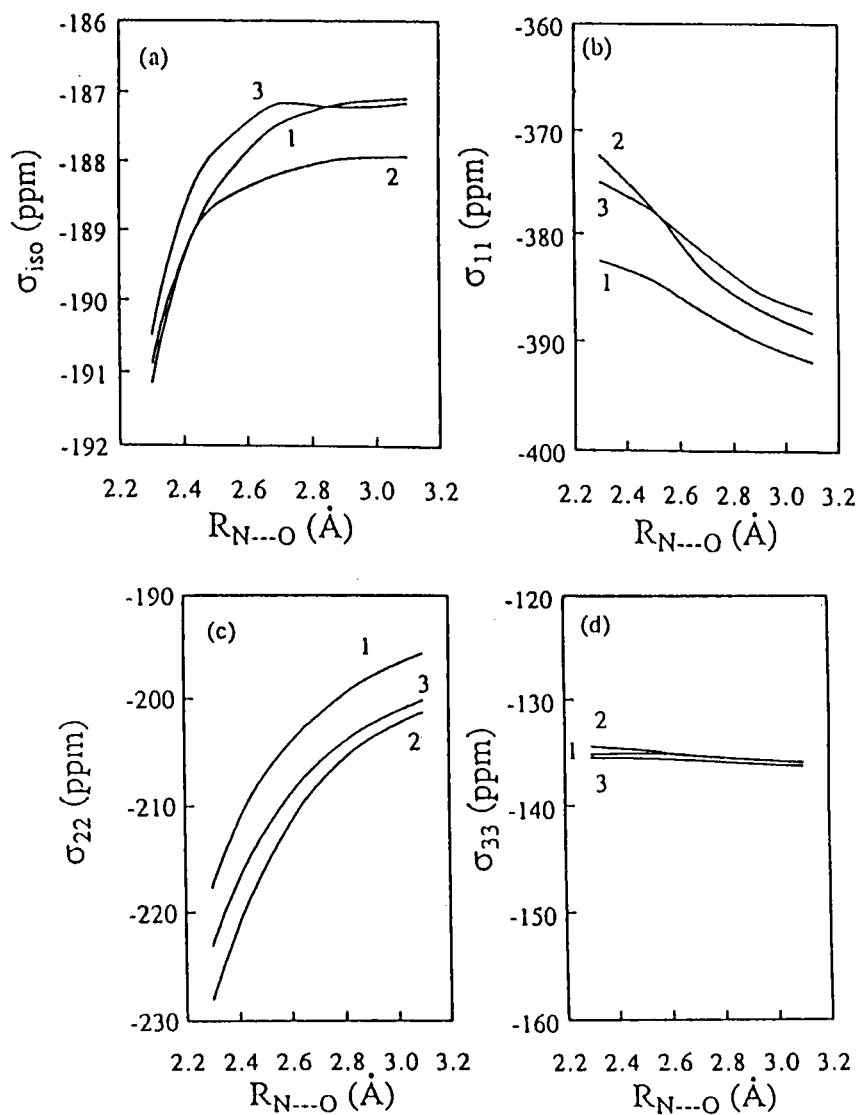 (a)
σiso (ppm)
-186
-187
-188
-189
-190
-191
-192
3
1
2
2.2 2.4 2.6 2.8 3.0 3.2
RN---O (Å)
(b)
σ11 (ppm)
-360
-370
-380
-390
-400
2
3
1
2.2 2.4 2.6 2.8 3.0 3.2
RN---O (Å)
(c)
σ22 (ppm)
-190
-200
-210
-220
-230
1
3
2
2.2 2.4 2.6 2.8 3.0 3.2
RN---O (Å)
(d)
σ33 (ppm)
-120
-130
-140
-150
-160
2
1
3
2.2 2.4 2.6 2.8 3.0 3.2
RN---O (Å)